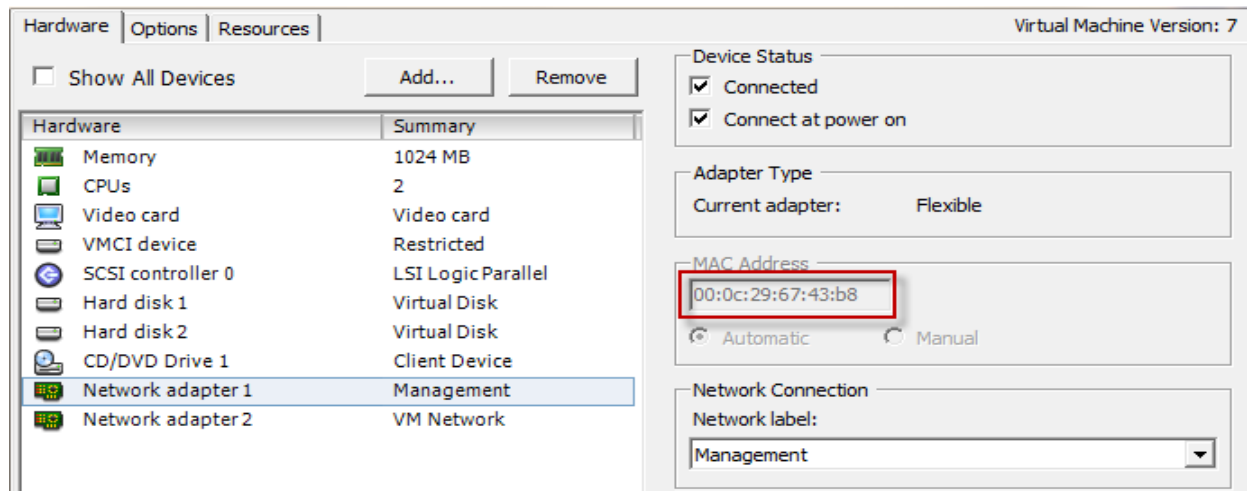 Hardware Options Resources Virtual Machine Version: 7
Show All Devices Add... Remove
Hardware Summary
Memory 1024 MB
CPUs 2
Video card Video card
VMCI device Restricted
SCSI controller 0 LSI Logic Parallel
Hard disk 1 Virtual Disk
Hard disk 2 Virtual Disk
CD/DVD Drive 1 Client Device
Network adapter 1 Management
Network adapter 2 VM Network
Device Status
Connected
Connect at power on
Adapter Type
Current adapter: Flexible
MAC Address
00:0c:29:67:43:b8
Automatic Manual
Network Connection
Network label:
Management